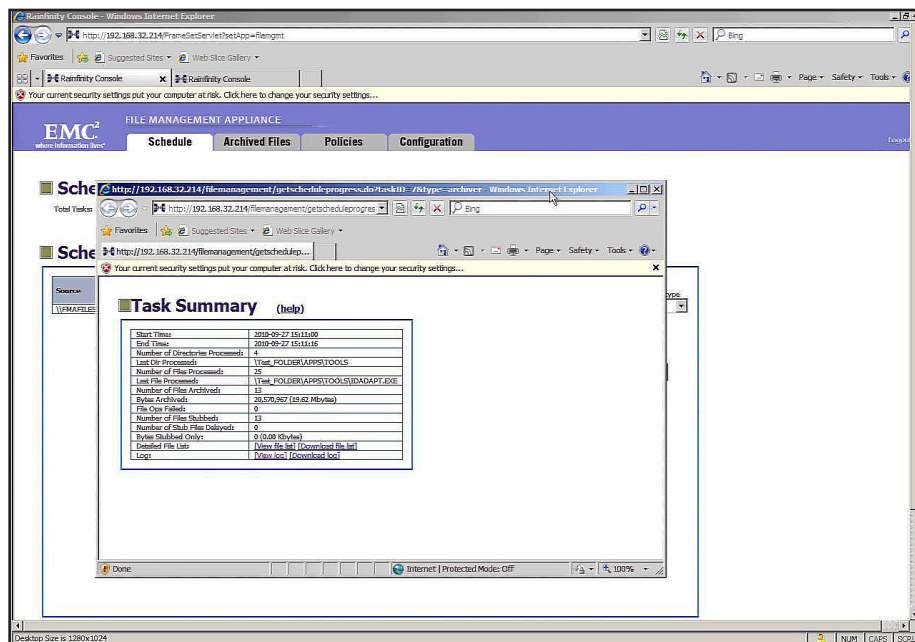 Rainfinity Console - Windows Internet Explorer
http://192.168.32.214/FrameSetServlet?setApp=filemgmt
Bing
Favorites
Suggested Sites
Web Slice Gallery
Rainfinity Console
Rainfinity Console
Page
Safety
Tools
Your current security settings put your computer at risk. Click here to change your security settings...
EMC²
where information lives®
FILE MANAGEMENT APPLIANCE
Schedule
Archived Files
Policies
Configuration
Logout
Sche
Total Tasks:
Sche
Source
\\FMAFILES
ype
http://192.168.32.214/filemanagement/getscheduleprogress.do?taskID=7&type=archiver - Windows Internet Explorer
http://192.168.32.214/filemanagement/getscheduleprogres
Bing
Favorites
Suggested Sites
Web Slice Gallery
http://192.168.32.214/filemanagement/getschedulep...
Page
Safety
Tools
Your current security settings put your computer at risk. Click here to change your security settings...
Task Summary (help)
Start Time: 2010-09-27 15:11:00
End Time: 2010-09-27 15:11:16
Number of Directories Processed: 4
Last Dir Processed: \Test_FOLDER\APPS\TOOLS
Number of Files Processed: 25
Last File Processed: \Test_FOLDER\APPS\TOOLS\IDADAPT.EXE
Number of Files Archived: 13
Bytes Archived: 20,570,967 (19.62 Mbytes)
File Ops Failed: 0
Number of Files Stubbed: 13
Number of Stub Files Delayed: 0
Bytes Stubbed Only: 0 (0.00 Kbytes)
Detailed File List: [View file list] [Download file list]
Log: [View log] [Download log]
Done
Internet | Protected Mode: Off
100%
Desktop Size is 1280x1024
NUM
CAPS
SCRL